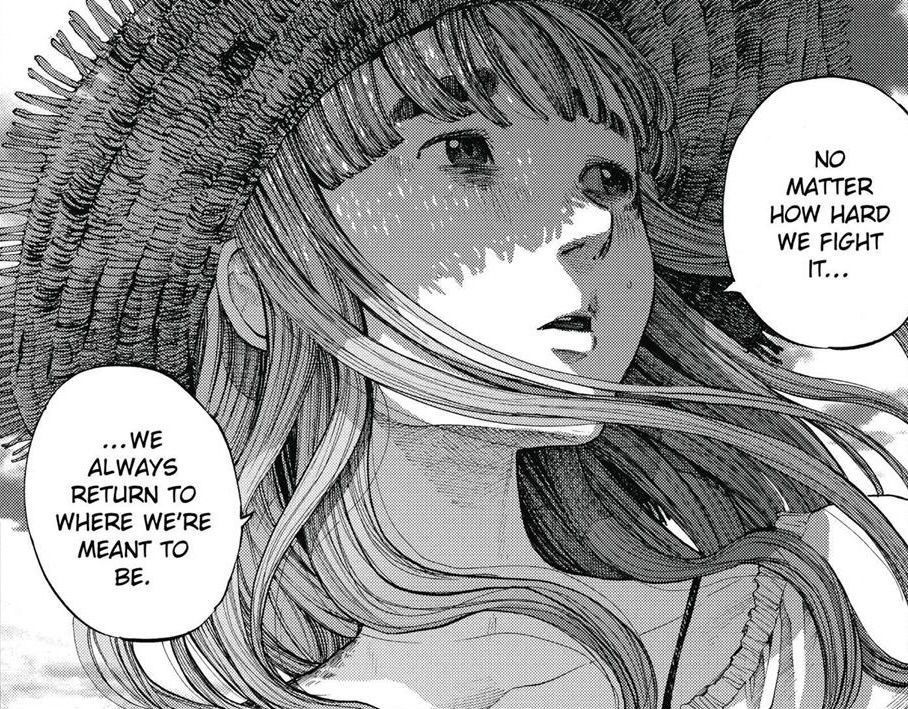 NO
MATTER
HOW HARD
WE FIGHT
IT...
...WE
ALWAYS
RETURN TO
WHERE WE'RE
MEANT TO
BE.